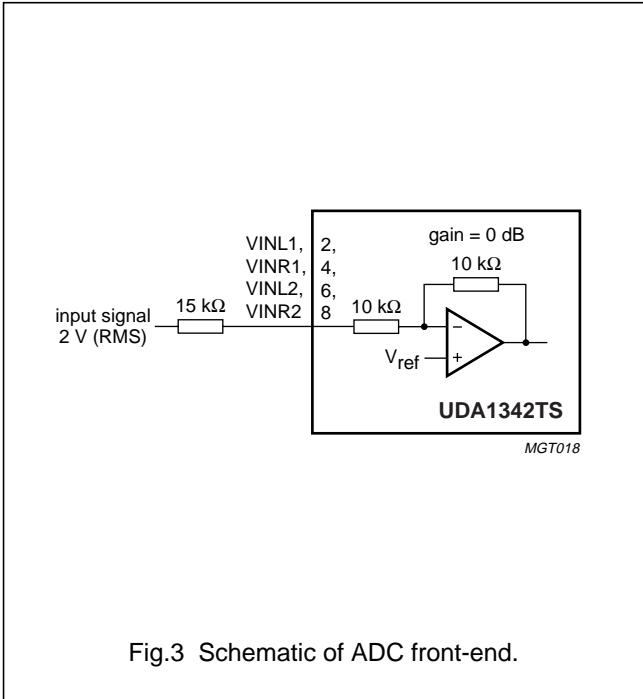 VINL1, 2,
VINR1, 4,
VINL2, 6,
VINR2 8
gain = 0 dB
10 kΩ
input signal
2 V (RMS)
15 kΩ
10 kΩ
−
+
Vref
UDA1342TS
MGT018
Fig.3 Schematic of ADC front-end.